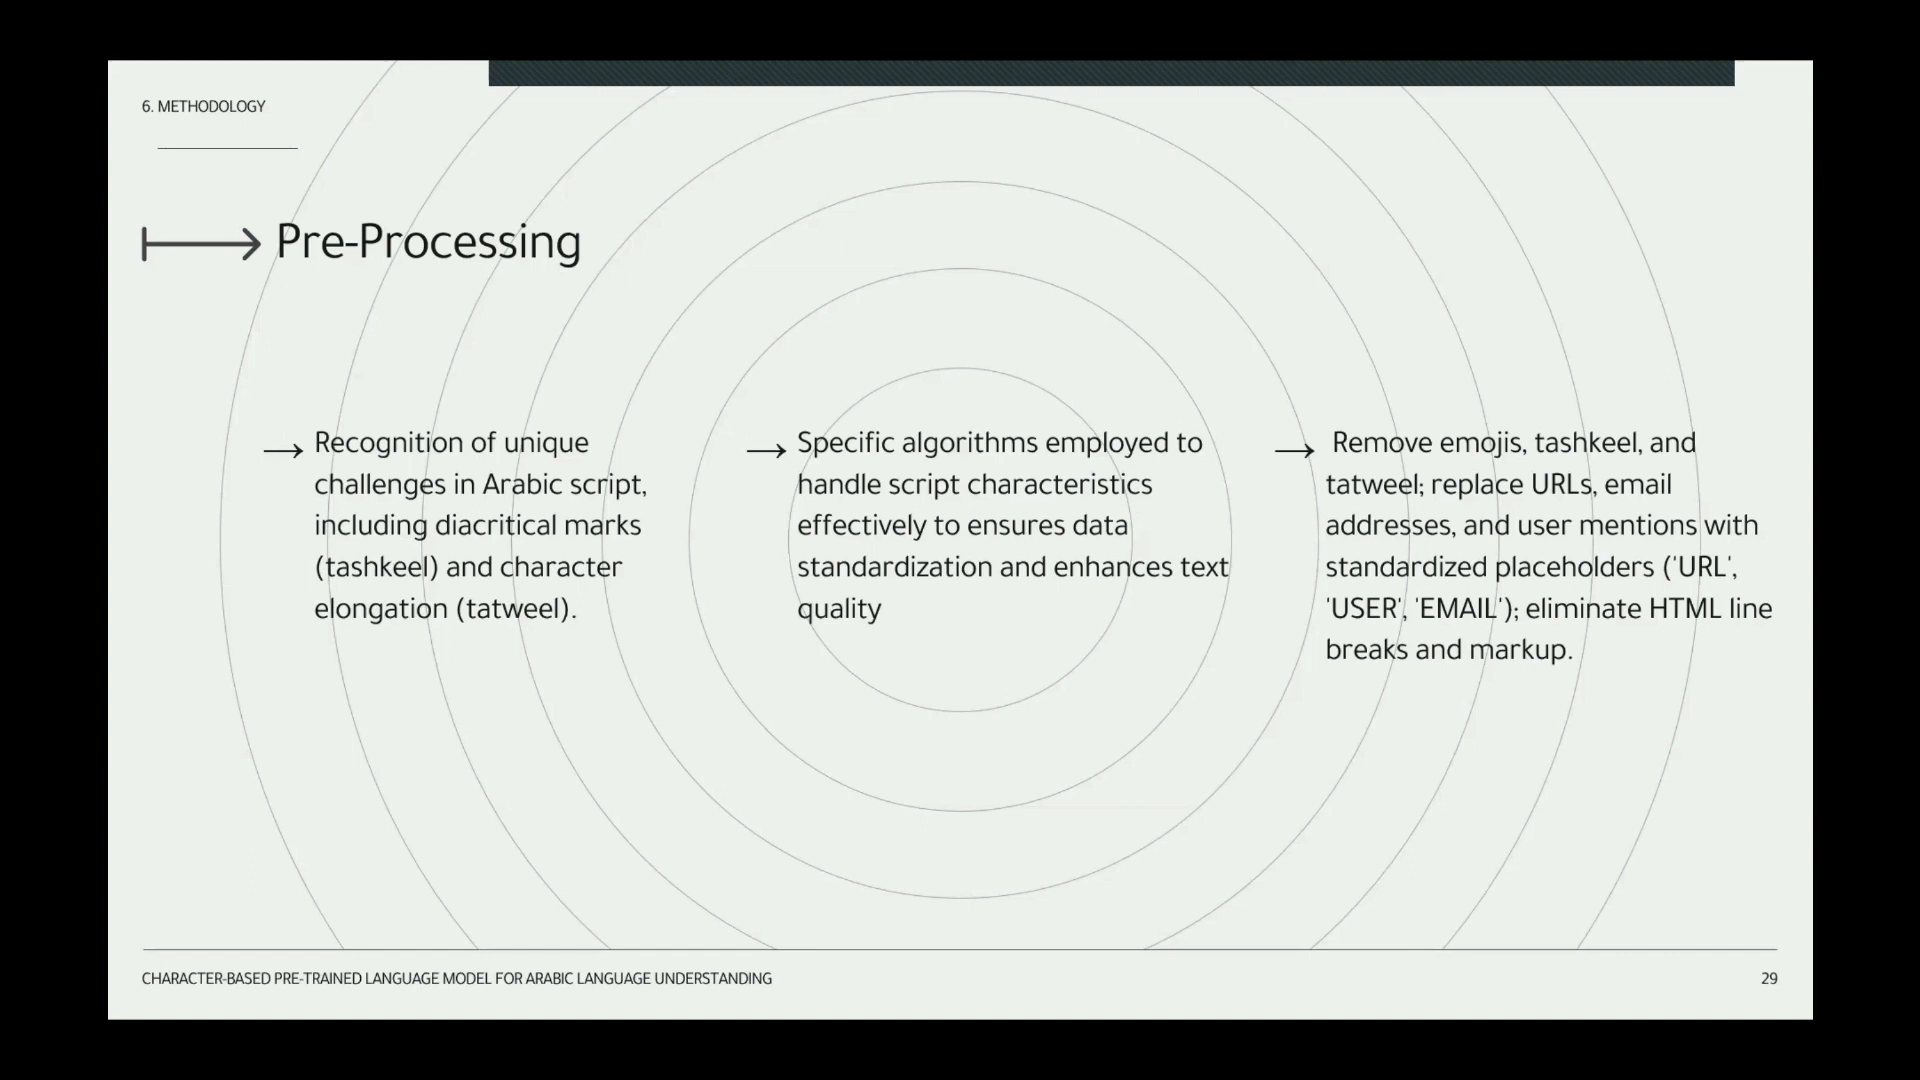 6. METHODOLOGY
Pre-Processing
Recognition of unique
challenges in Arabic script,
including diacritical marks
(tashkeel) and character
elongation (tatweel).
Specific algorithms employed to
handle script characteristics
effectively to ensures data
standardization and enhances text
quality
Remove emojis, tashkeel, and
tatweel; replace URLs, email
addresses, and user mentions with
standardized placeholders ('URL',
'USER', 'EMAIL'); eliminate HTML line
breaks and markup.
CHARACTER-BASED PRE-TRAINED LANGUAGE MODEL FOR ARABIC LANGUAGE UNDERSTANDING
29